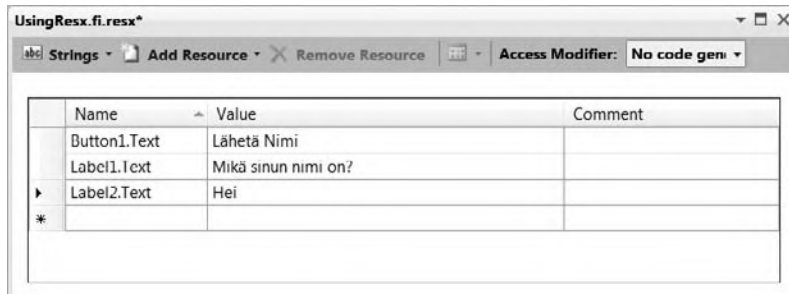 UsingResx.fi.resx*
abc Strings Add Resource Remove Resource Access Modifier: No code gen
Name Value Comment
Button1.Text Lähetä Nimi
Label1.Text Mikä sinun nimi on?
Label2.Text Hei